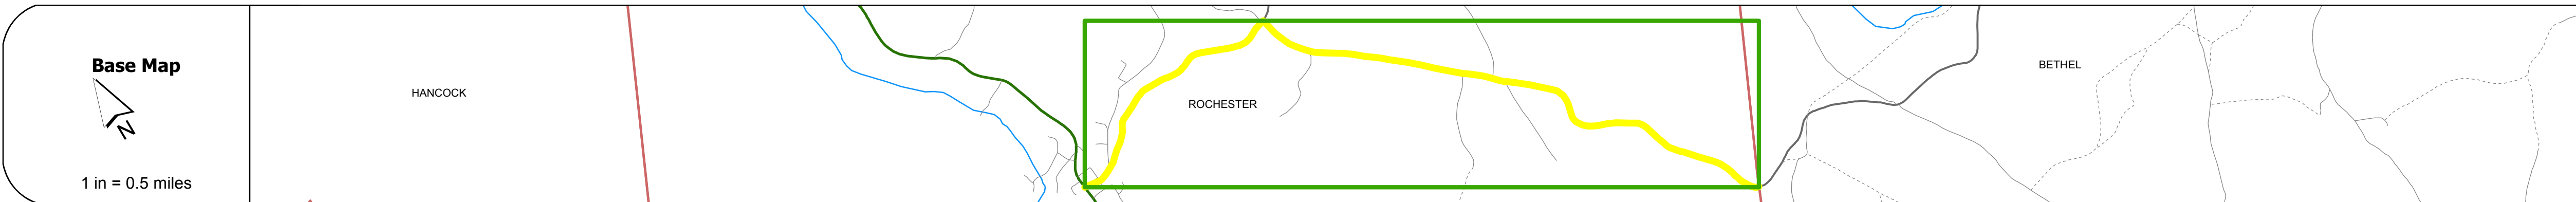 Base Map
N
1 in = 0.5 miles
HANCOCK
ROCHESTER
BETHEL